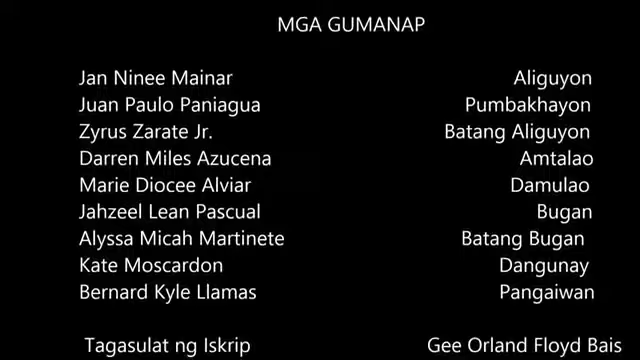 MGA GUMANAP
Jan Ninee Mainar Aliguyon
Juan Paulo Paniagua Pumbakhayon
Zyrus Zarate Jr. Batang Aliguyon
Darren Miles Azucena Amtalao
Marie Diocee Alviar Damulao
Jahzeel Lean Pascual Bugan
Alyssa Micah Martinete Batang Bugan
Kate Moscardon Dangunay
Bernard Kyle Llamas Pangaiwan
Tagasulat ng Iskrip Gee Orland Floyd Bais